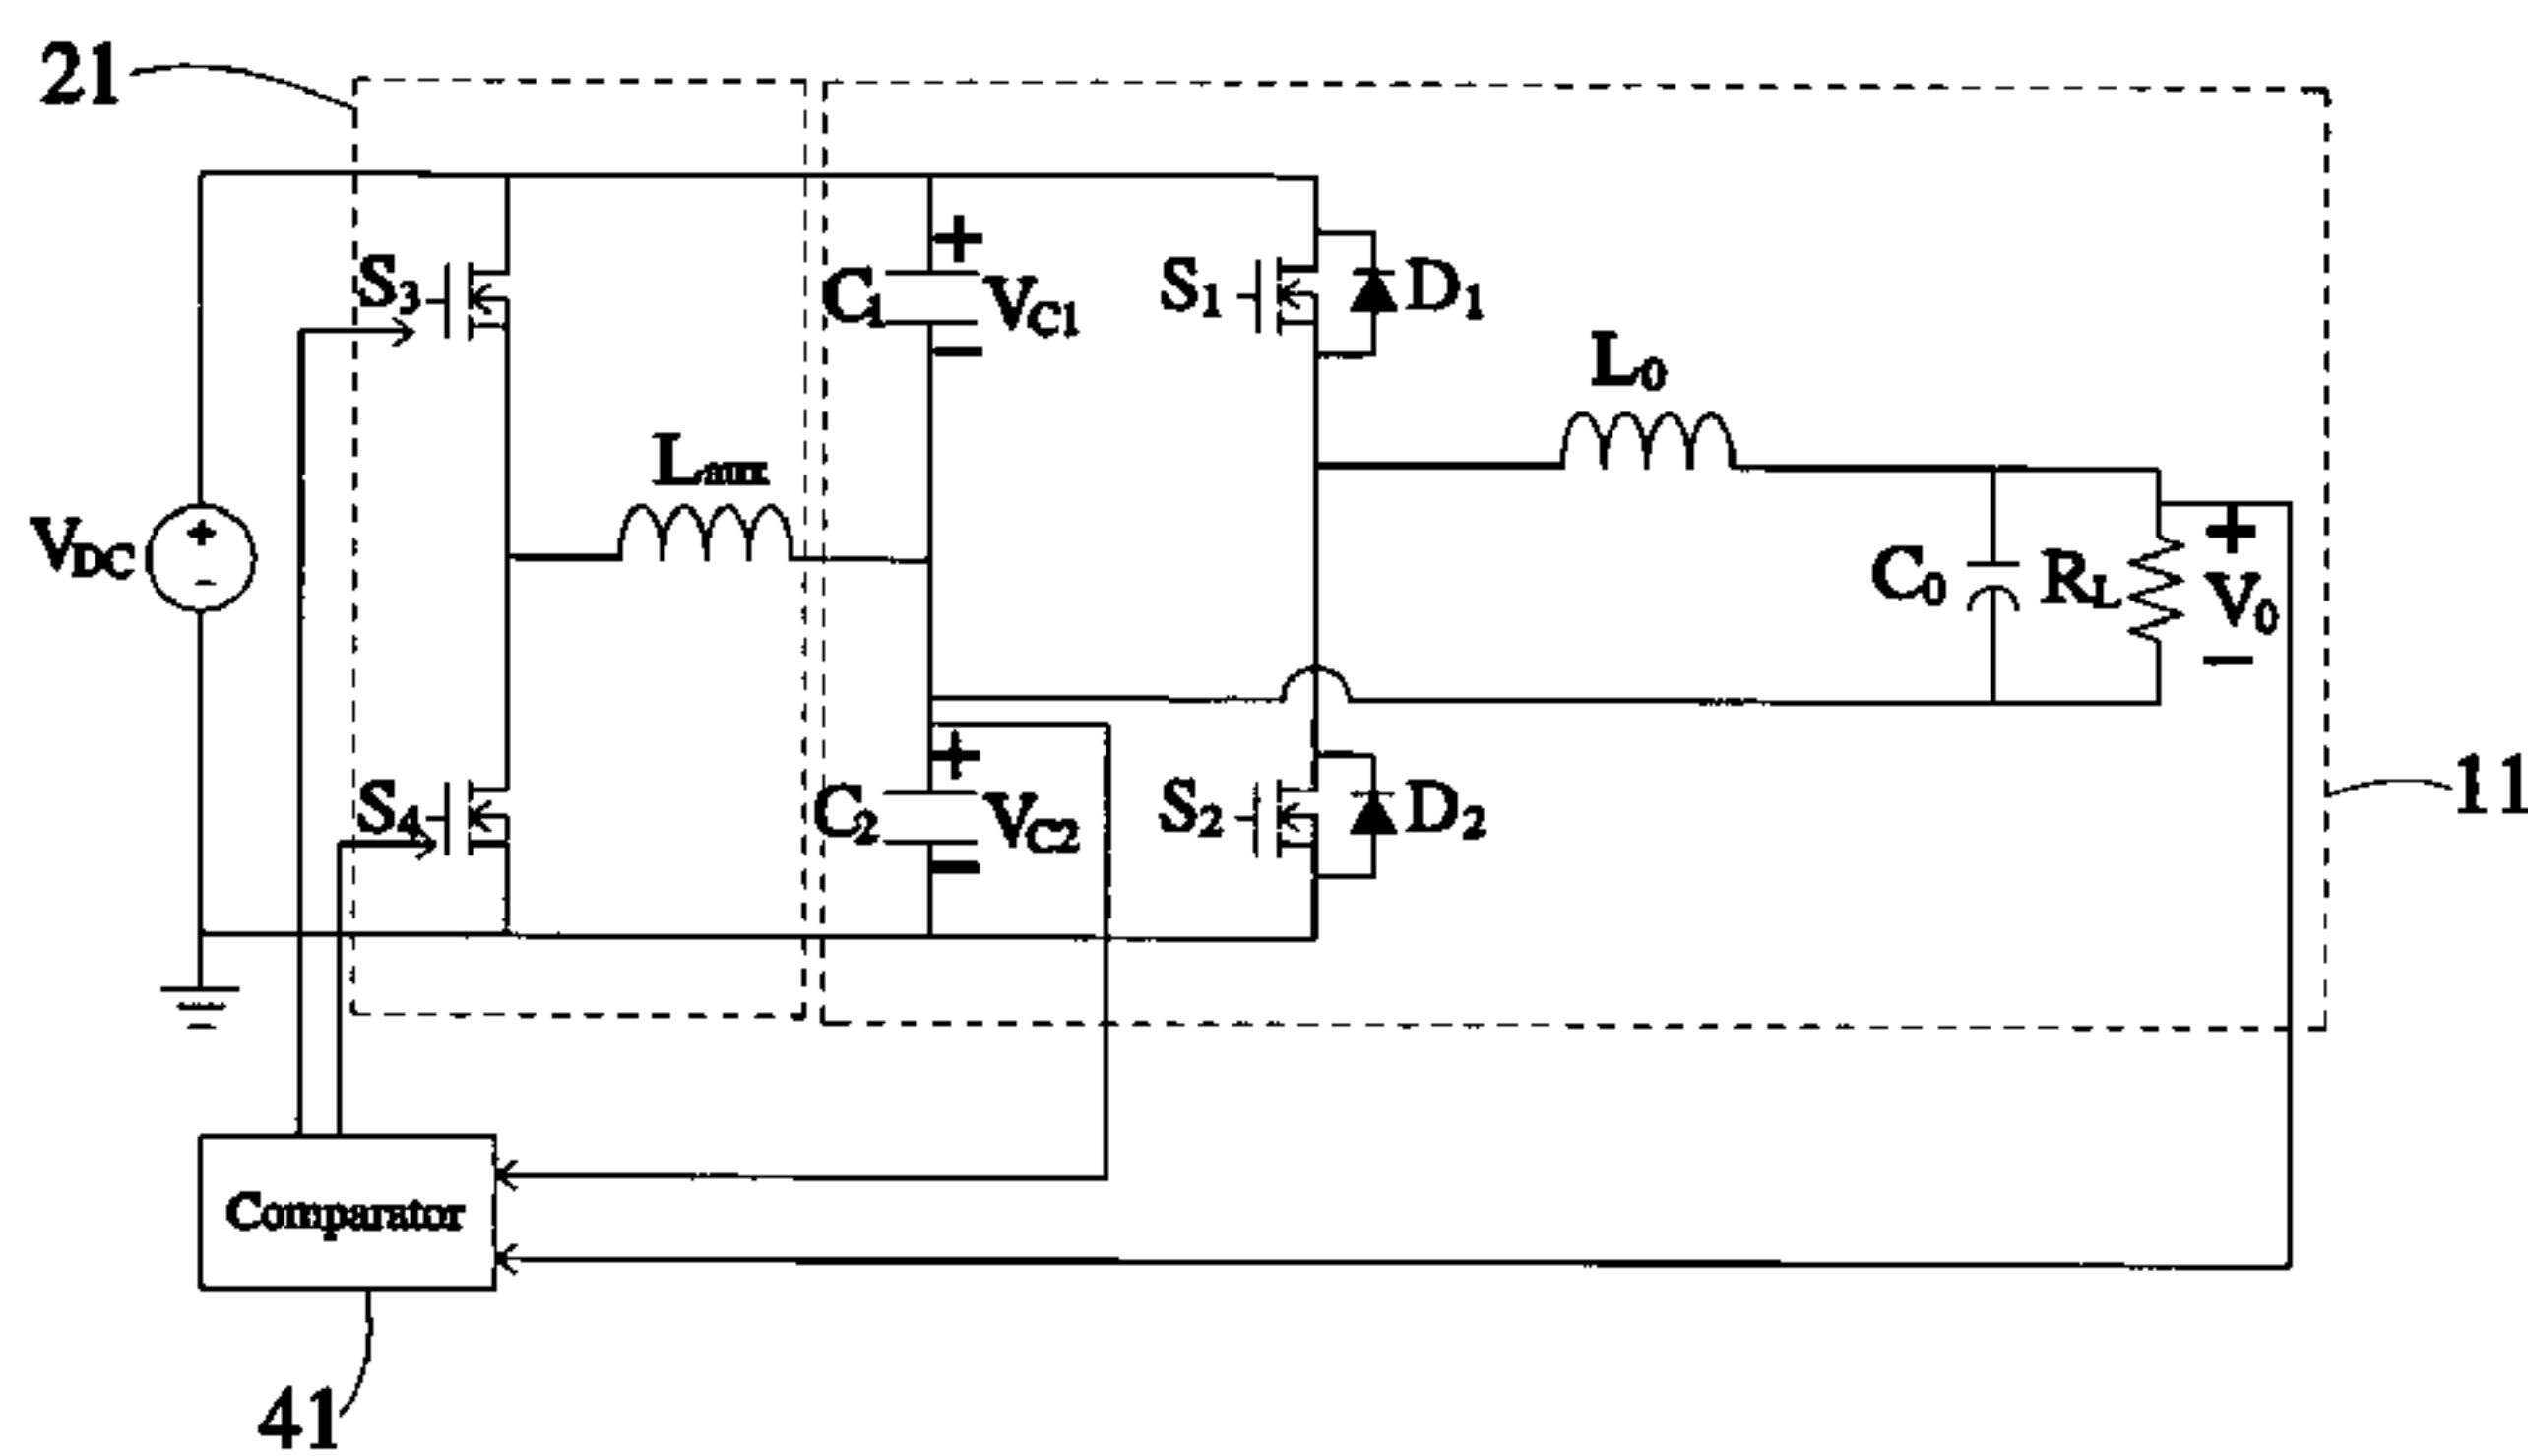 21
S3
C1
+
VC1
−
S1
D1
L0
Laux
VDC
+
-
C0
RL
+
V0
−
S4
C2
+
VC2
−
S2
D2
11
Comparator
41